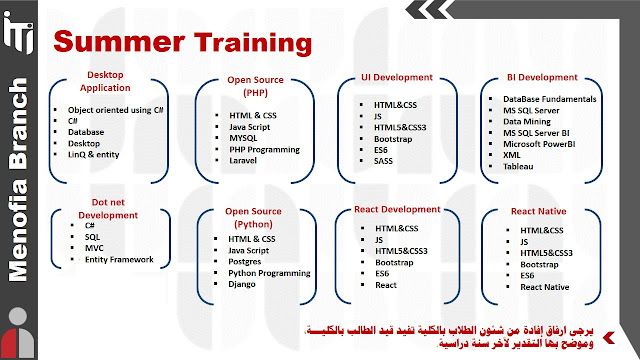 iTi
Menofia Branch
Summer Training
Desktop
Application
Object oriented using C#
C#
Database
Desktop
LinQ & entity
Open Source
(PHP)
HTML & CSS
Java Script
MYSQL
PHP Programming
Laravel
UI Development
HTML&CSS
JS
HTML5&CSS3
Bootstrap
ES6
SASS
BI Development
DataBase Fundamentals
MS SQL Server
Data Mining
MS SQL Server BI
Microsoft PowerBI
XML
Tableau
Dot net
Development
C#
SQL
MVC
Entity Framework
Open Source
(Python)
HTML & CSS
Java Script
Postgres
Python Programming
Django
React Development
HTML&CSS
JS
HTML5&CSS3
Bootstrap
ES6
React
React Native
HTML&CSS
JS
HTML5&CSS3
Bootstrap
ES6
React Native
يرجى ارفاق إفادة من شئون الطلاب بالكلية تفيد قيد الطالب بالكليـــة،
وموضح بها التقدير لآخر سنة دراسية.